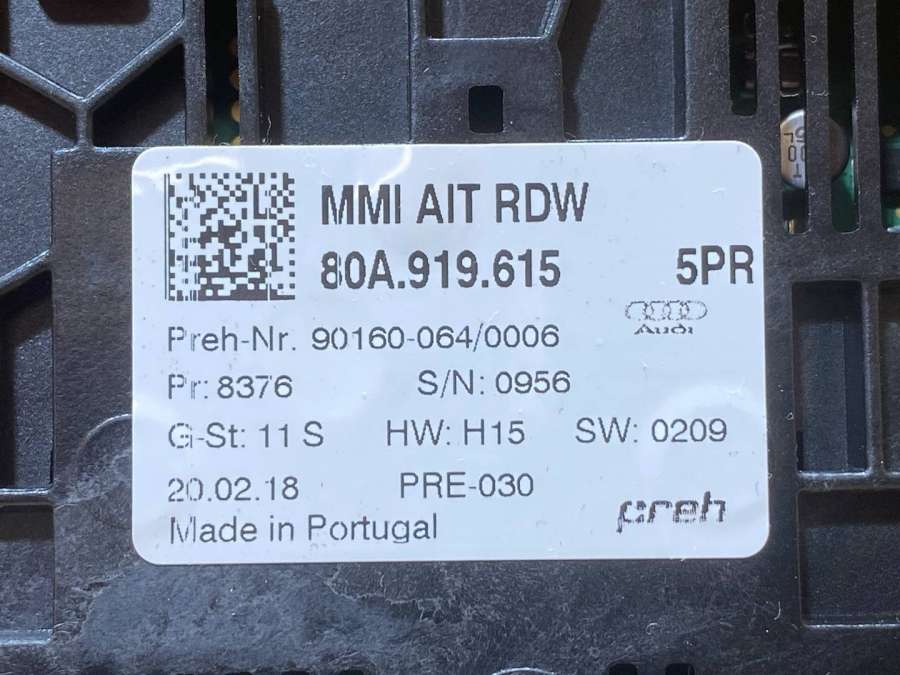 MMI AIT RDW
80A.919.615 5PR
Audi
Preh-Nr. 90160-064/0006
Pr: 8376 S/N: 0956
G-St: 11 S HW: H15 SW: 0209
20.02.18 PRE-030
Made in Portugal
preh